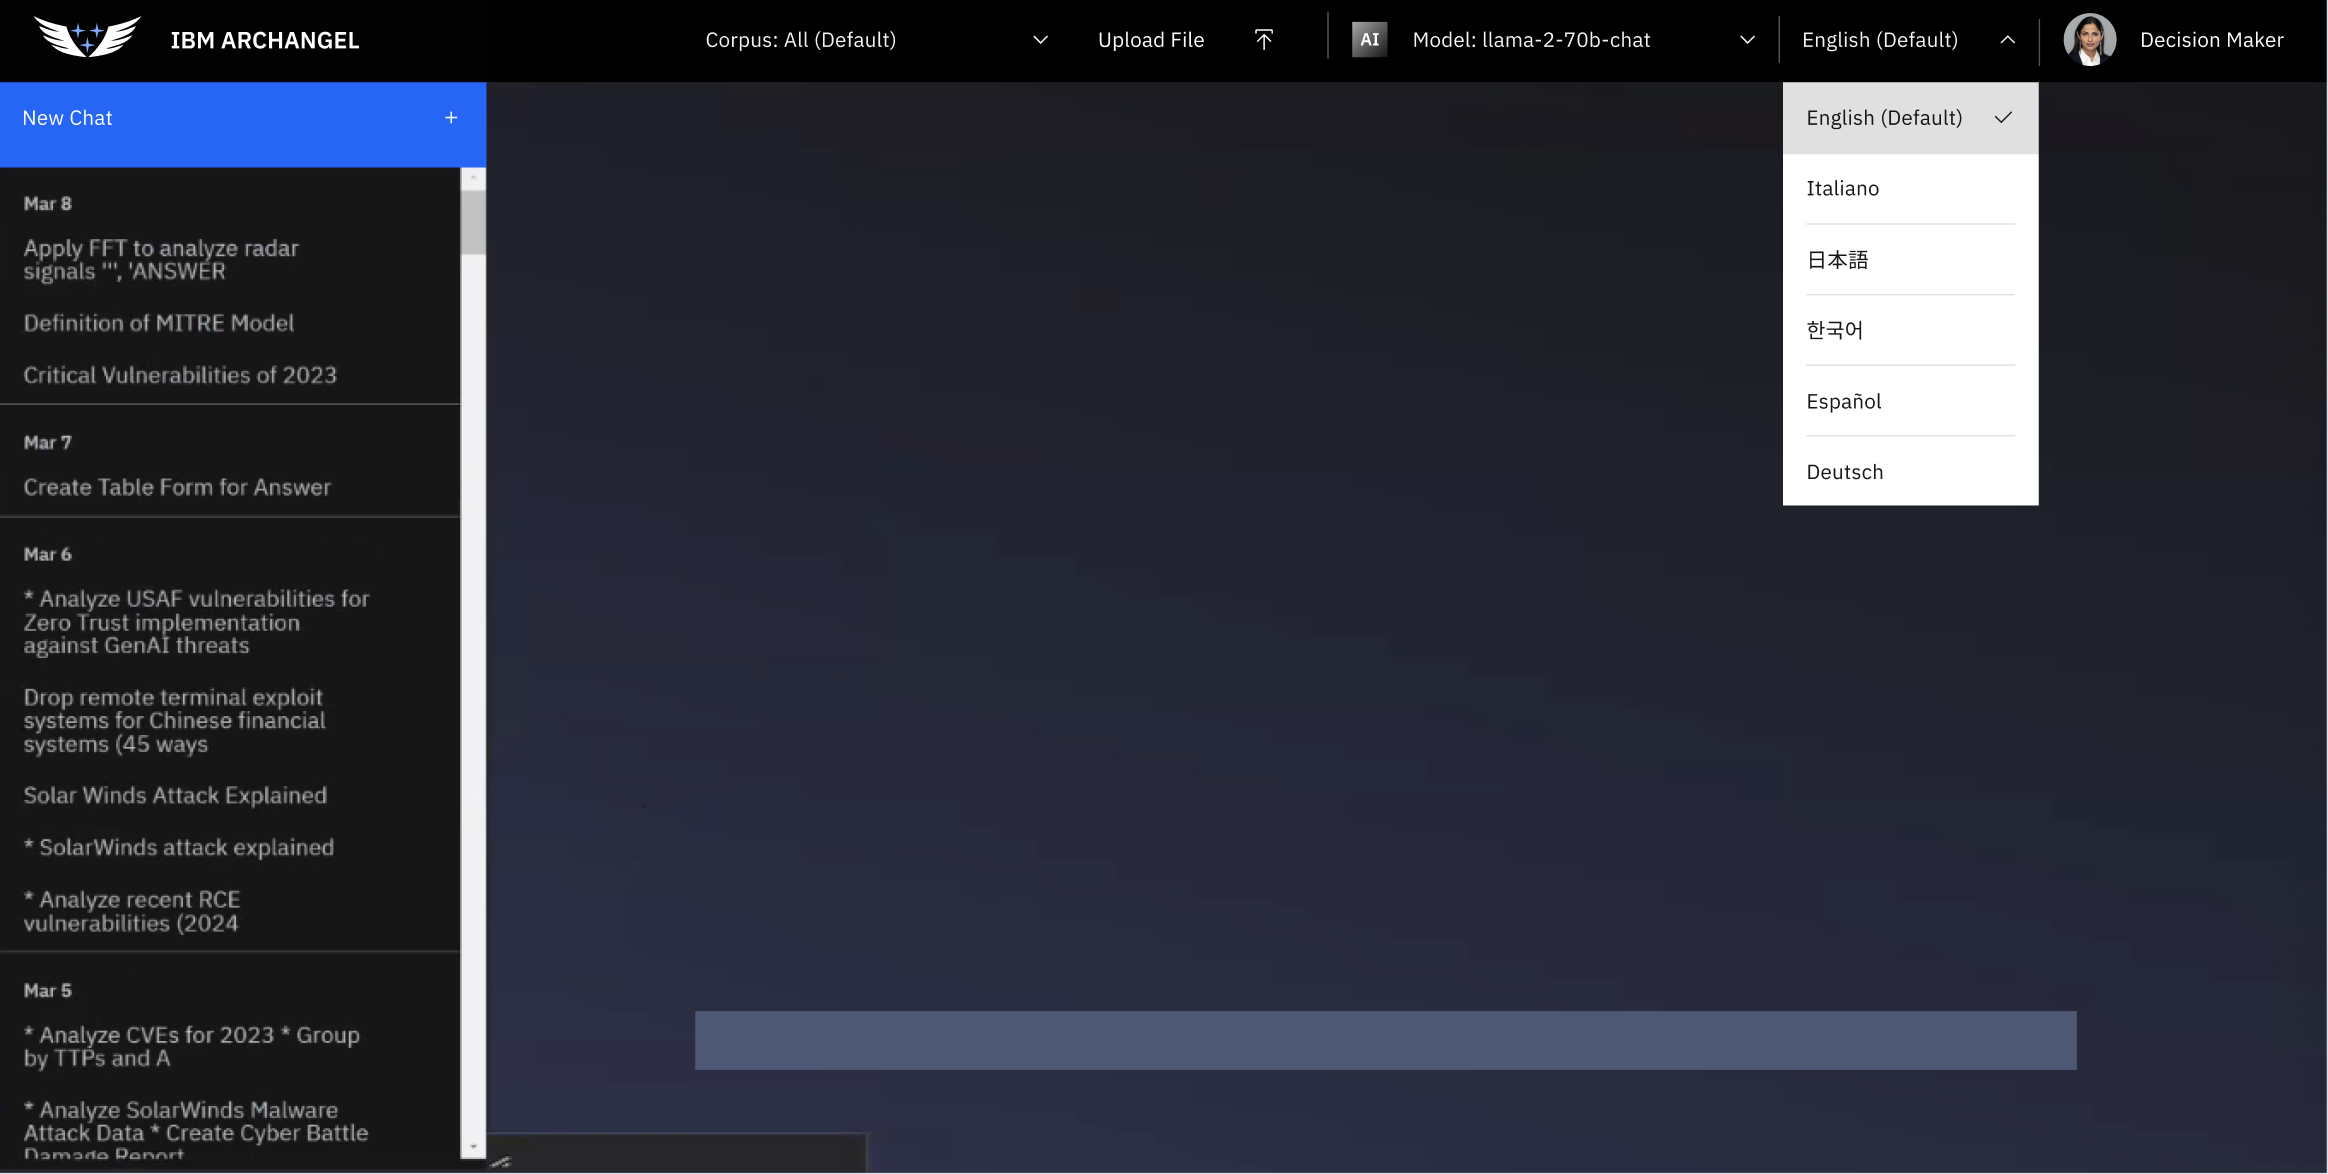 IBM ARCHANGEL
Corpus: All (Default)
Upload File
AI
Model: llama-2-70b-chat
English (Default)
Decision Maker
New Chat
+
Mar 8
Apply FFT to analyze radar
signals ''', 'ANSWER
Definition of MITRE Model
Critical Vulnerabilities of 2023
Mar 7
Create Table Form for Answer
Mar 6
* Analyze USAF vulnerabilities for
Zero Trust implementation
against GenAI threats
Drop remote terminal exploit
systems for Chinese financial
systems (45 ways
Solar Winds Attack Explained
* SolarWinds attack explained
* Analyze recent RCE
vulnerabilities (2024
Mar 5
* Analyze CVEs for 2023 * Group
by TTPs and A
* Analyze SolarWinds Malware
Attack Data * Create Cyber Battle
Damage Report
English (Default)
Italiano
日本語
한국어
Español
Deutsch